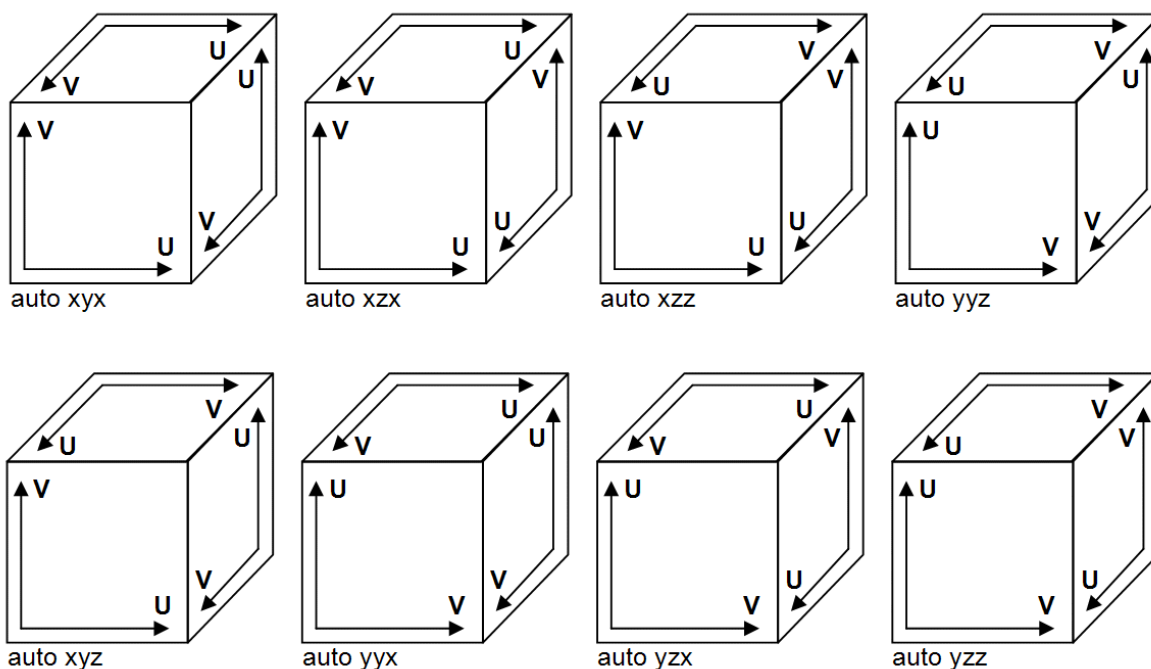 U V U V
V U
V U
auto xyx
U V V V
V U
U U
auto xzx
V U V V
V U
U U
auto xzz
V U U U
V V
V V
auto yyz
V U V U
V U
V U
auto xyz
U V U U
V V
V V
auto yyx
U V U V
U V
auto yzx
V U U V
U V
auto yzz